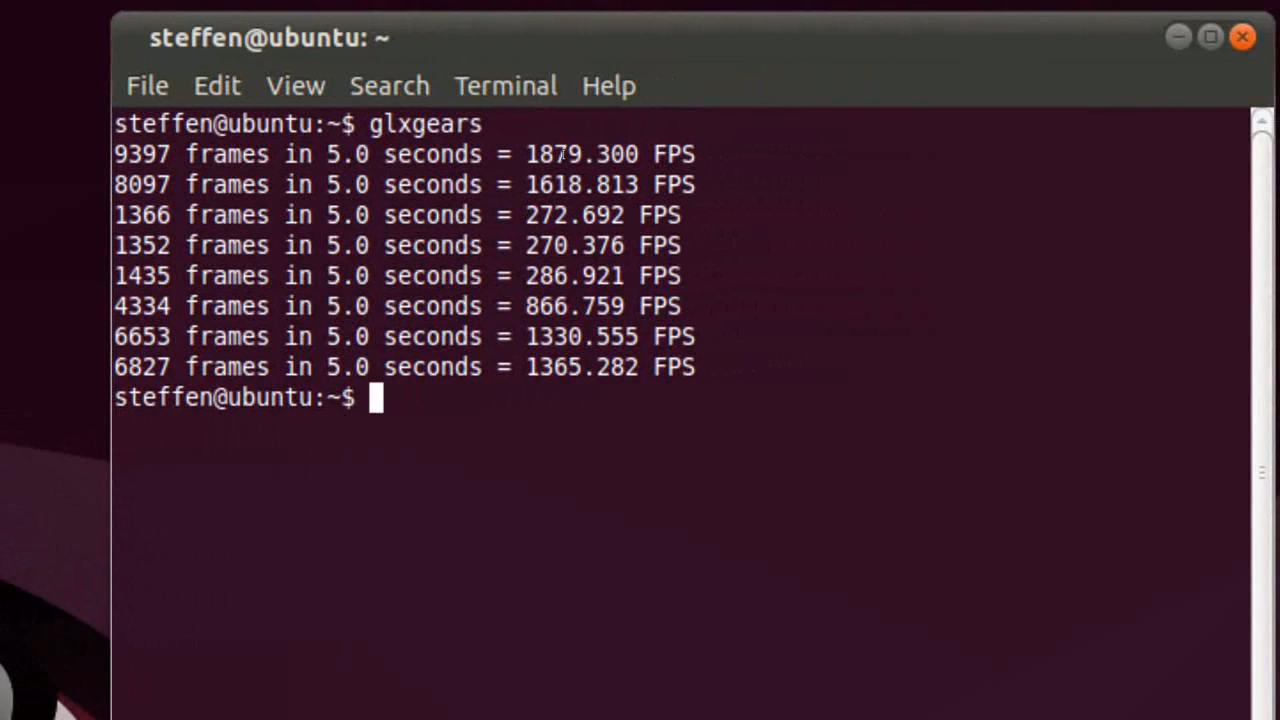 steffen@ubuntu: ~
File Edit View Search Terminal Help
steffen@ubuntu:~$ glxgears
9397 frames in 5.0 seconds = 1879.300 FPS
8097 frames in 5.0 seconds = 1618.813 FPS
1366 frames in 5.0 seconds = 272.692 FPS
1352 frames in 5.0 seconds = 270.376 FPS
1435 frames in 5.0 seconds = 286.921 FPS
4334 frames in 5.0 seconds = 866.759 FPS
6653 frames in 5.0 seconds = 1330.555 FPS
6827 frames in 5.0 seconds = 1365.282 FPS
steffen@ubuntu:~$